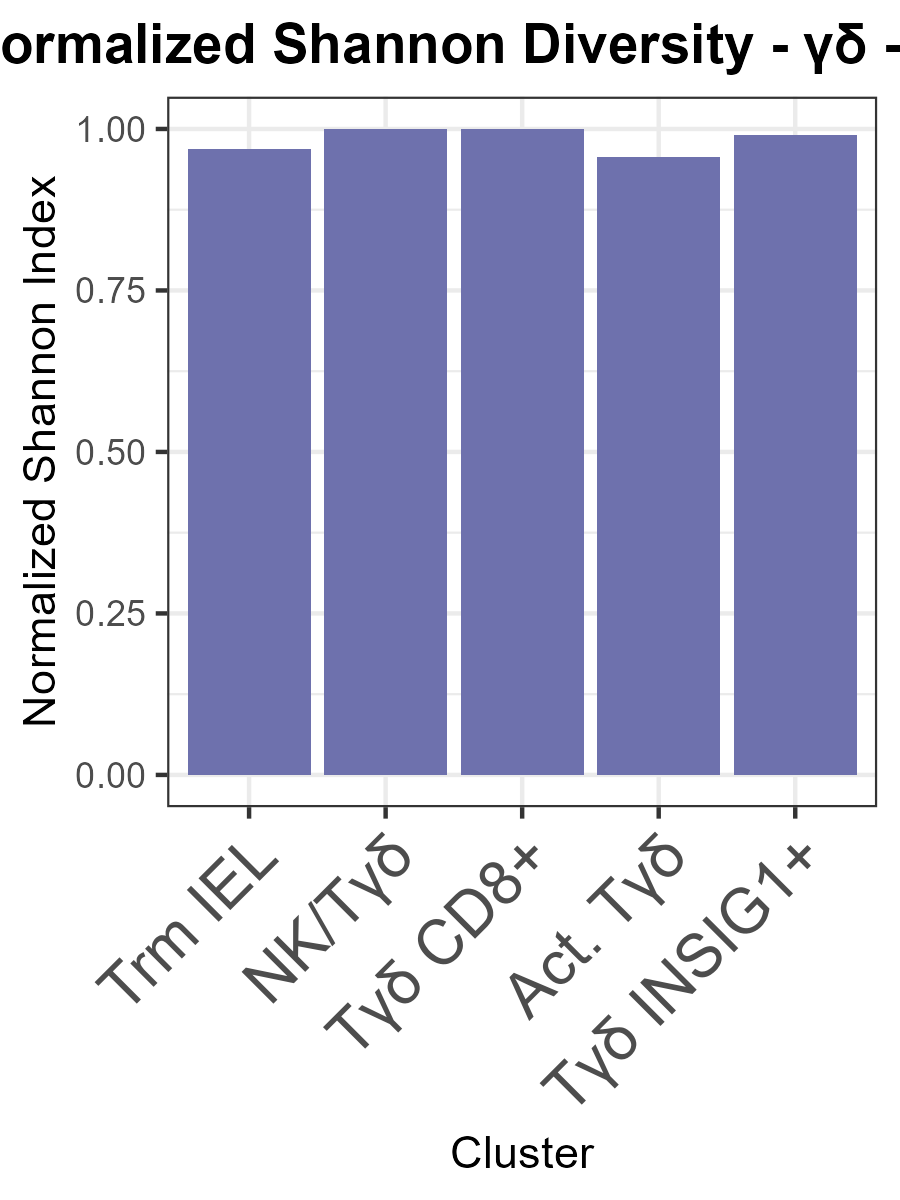 ormalized Shannon Diversity - γδ -
Normalized Shannon Index
1.00
0.75
0.50
0.25
0.00
Trm IEL
NK/Tγδ
Tγδ CD8+
Act. Tγδ
Tγδ INSIG1+
Cluster